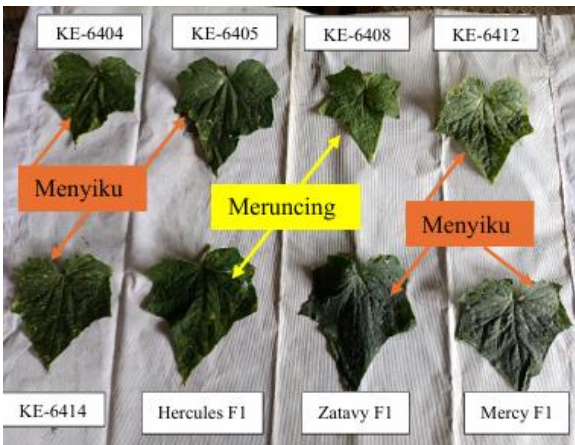 KE-6404
KE-6405
KE-6408
KE-6412
Menyiku
Meruncing
Menyiku
KE-6414
Hercules F1
Zatavy F1
Mercy F1